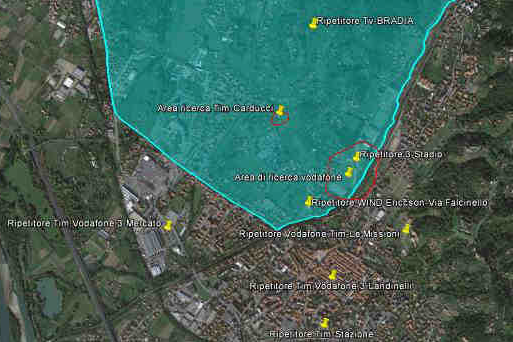 Ripetitore Tv-BRADIA
Area ricerca Tim-Carducci
Ripetitore 3 Stadio
Area di ricerca vodafone
Ripetitore WIND Ericcson-Via Falcinello
Ripetitore Tim Vodafone 3 Mercato
Ripetitore Vodafone Tim-Le Missioni
Ripetitore Tim Vodafone 3 Landinelli
Ripetitore Tim-Stazione